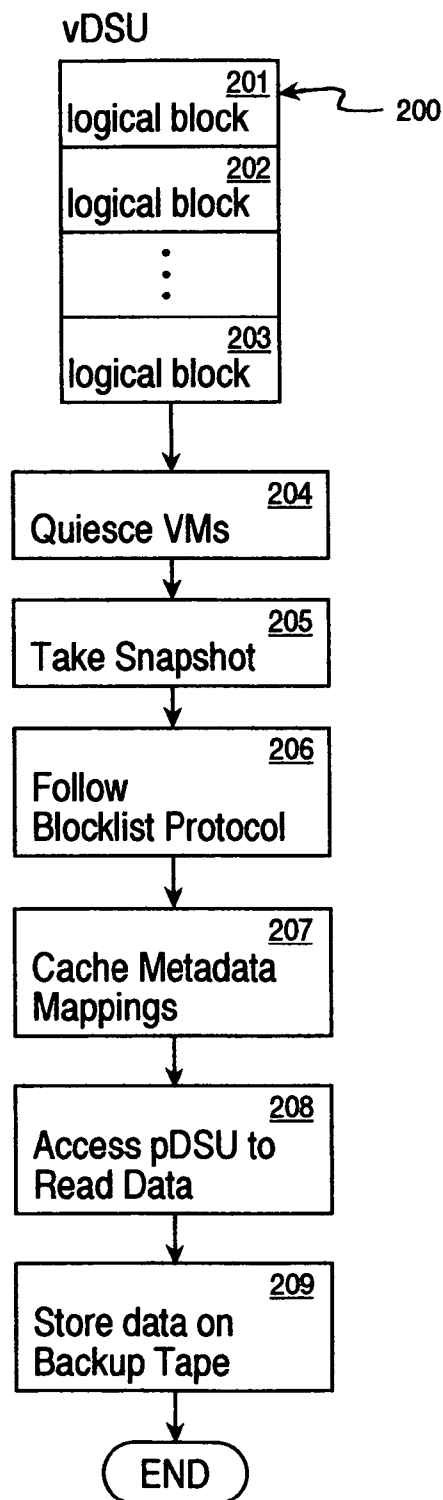 vDSU
201
logical block
200
202
logical block
203
logical block
204
Quiesce VMs
205
Take Snapshot
206
Follow
Blocklist Protocol
207
Cache Metadata
Mappings
208
Access pDSU to
Read Data
209
Store data on
Backup Tape
END